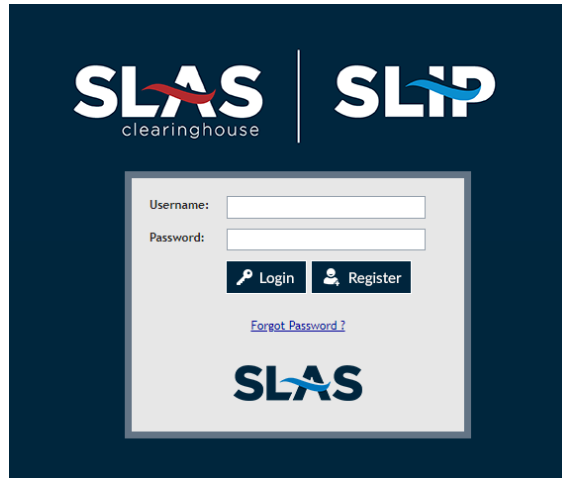 SLAS
clearinghouse
SLIP
Username:
Password:
Login
Register
Forgot Password ?
SLAS